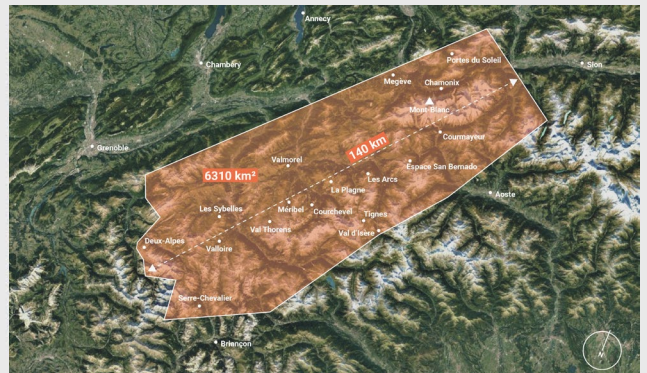 Annecy
Chambéry
Portes du Soleil
Sion
Megève
Chamonix
Mont-Blanc
Grenoble
Courmayeur
140 km
Valmorel
Espace San Bernado
6310 km²
Les Arcs
La Plagne
Aoste
Les Sybelles
Méribel
Courchevel
Tignes
Val Thorens
Val d'Isère
Deux-Alpes
Valloire
Serre-Chevalier
Briençon
N